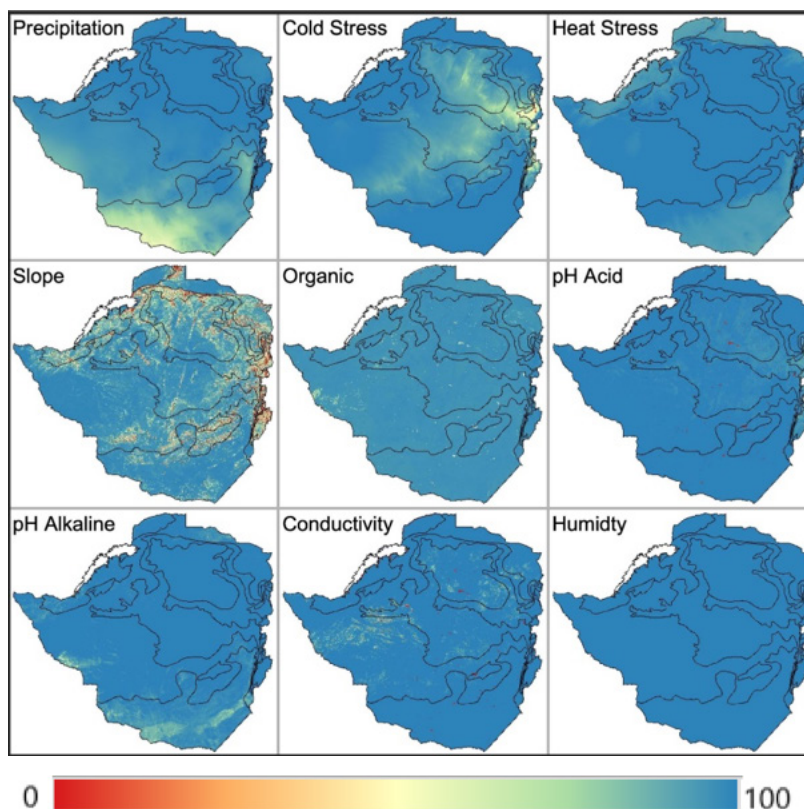 Precipitation
Cold Stress
Heat Stress
Slope
Organic
pH Acid
pH Alkaline
Conductivity
Humidty
0
100